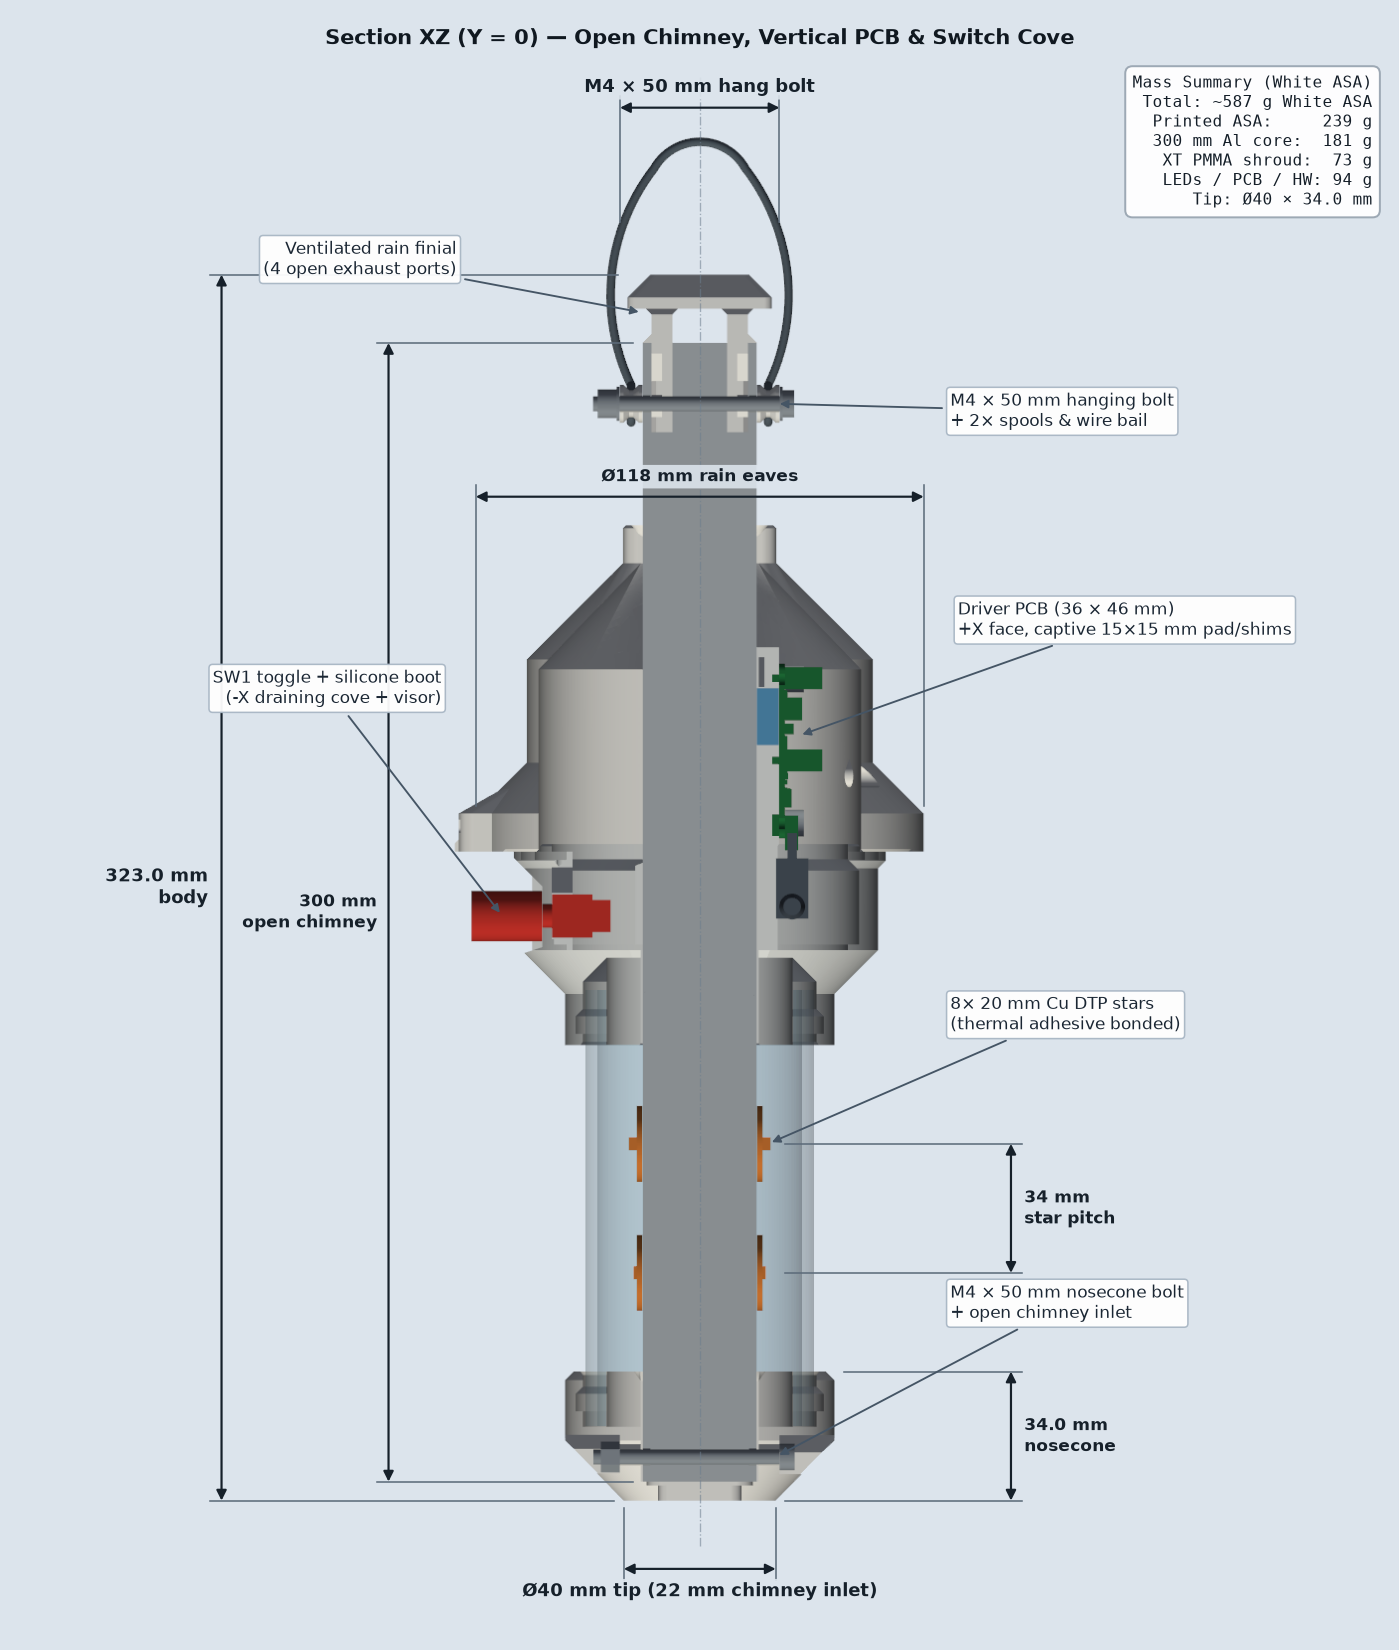 Section XZ (Y = 0) — Open Chimney, Vertical PCB & Switch Cove
Mass Summary (White ASA)
Total: ~587 g White ASA
Printed ASA: 239 g
300 mm Al core: 181 g
XT PMMA shroud: 73 g
LEDs / PCB / HW: 94 g
Tip: Ø40 × 34.0 mm
M4 × 50 mm hang bolt
Ventilated rain finial
(4 open exhaust ports)
M4 × 50 mm hanging bolt
+ 2× spools & wire bail
Ø118 mm rain eaves
Driver PCB (36 × 46 mm)
+X face, captive 15×15 mm pad/shims
SW1 toggle + silicone boot
(-X draining cove + visor)
323.0 mm
body
300 mm
open chimney
8× 20 mm Cu DTP stars
(thermal adhesive bonded)
34 mm
star pitch
M4 × 50 mm nosecone bolt
+ open chimney inlet
34.0 mm
nosecone
Ø40 mm tip (22 mm chimney inlet)